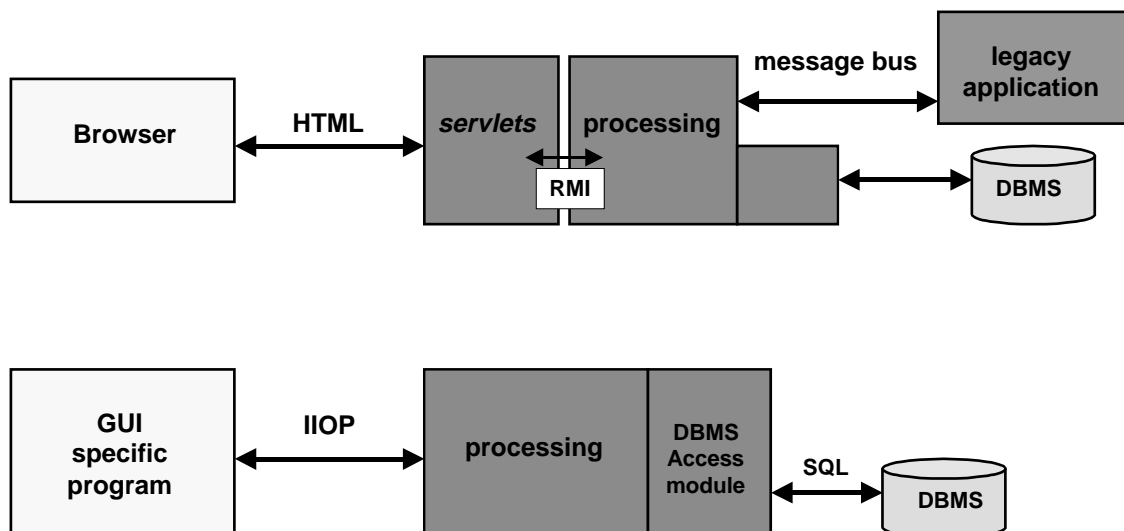 message bus
legacy
application
Browser
HTML
servlets
processing
RMI
DBMS
GUI
specific
program
IIOP
processing
DBMS
Access
module
SQL
DBMS